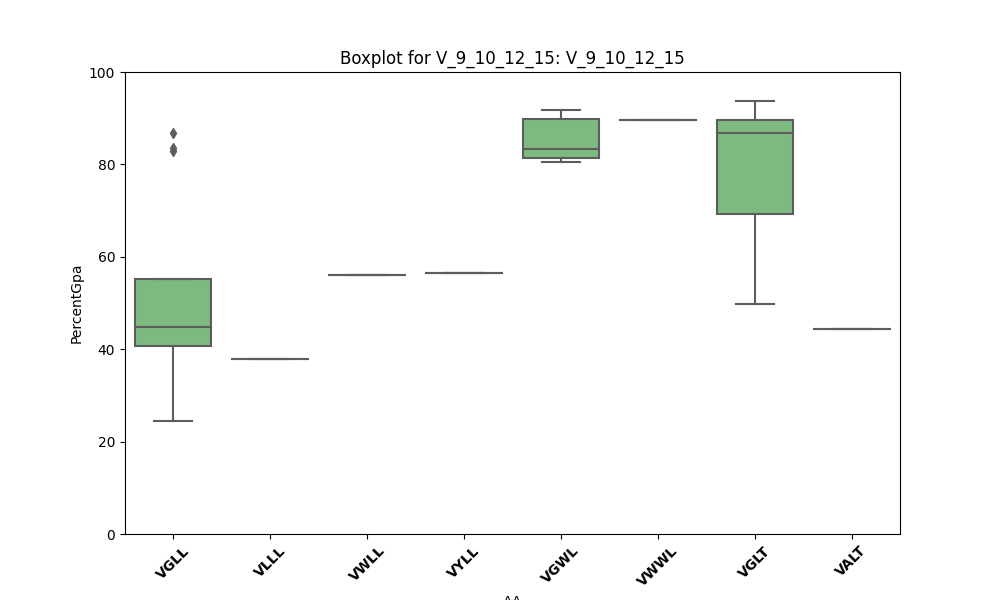 Boxplot for V_9_10_12_15: V_9_10_12_15
100
80
60
40
20
0
PercentGpa
VGLL
VLLL
VWLL
VYLL
VGWL
VWWL
VGLT
VALT